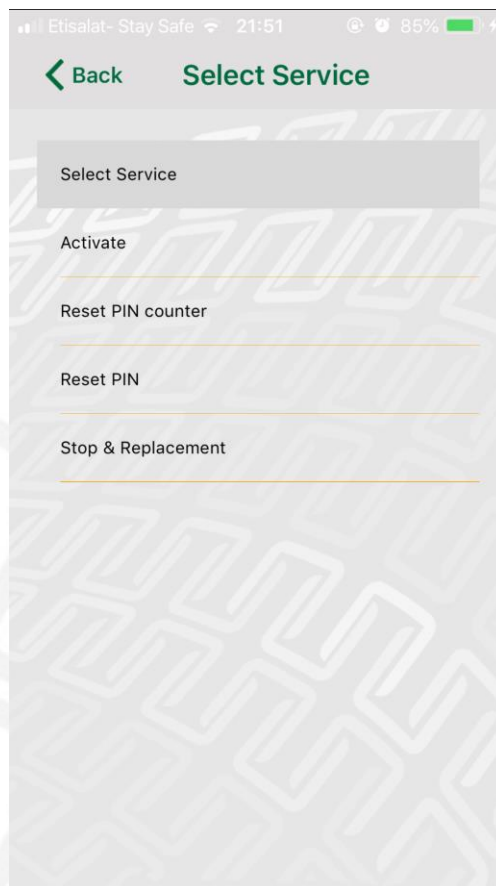 Etisalat- Stay Safe 21:51 85%
Back Select Service
Select Service
Activate
Reset PIN counter
Reset PIN
Stop & Replacement